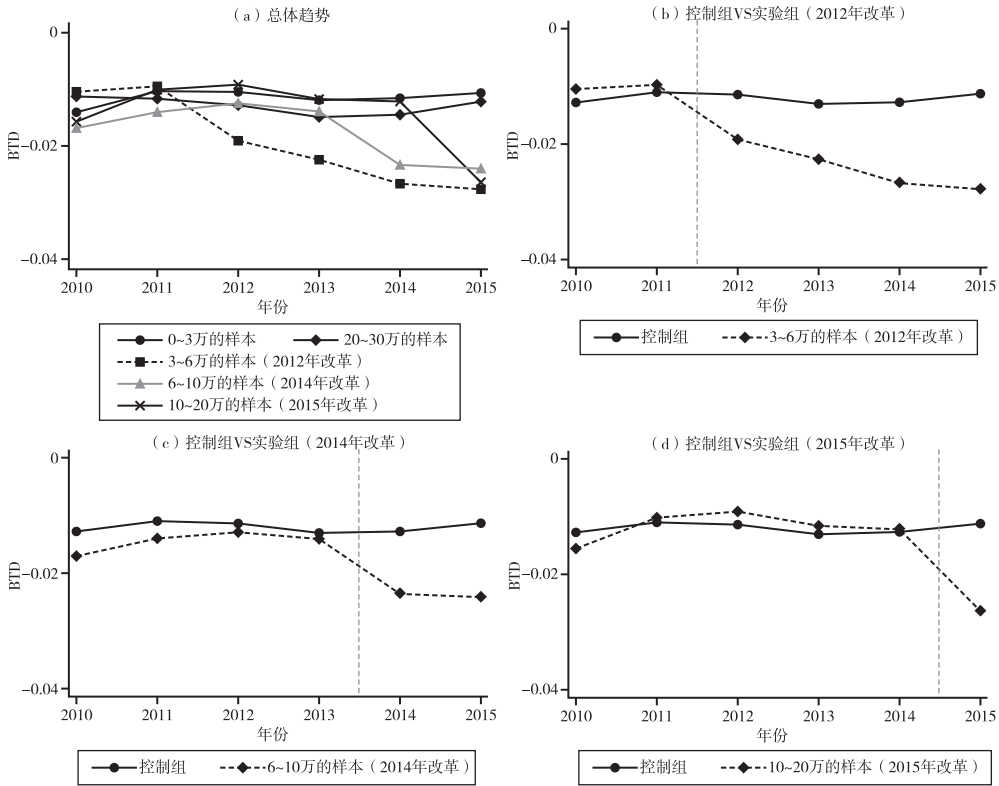 （a）总体趋势
0
−0.02
−0.04
BTD
2010 2011 2012 2013 2014 2015
年份
0~3万的样本 20~30万的样本
3~6万的样本（2012年改革）
6~10万的样本（2014年改革）
10~20万的样本（2015年改革）
（b）控制组VS实验组（2012年改革）
0
−0.02
−0.04
BTD
2010 2011 2012 2013 2014 2015
年份
控制组 3~6万的样本（2012年改革）
（c）控制组VS实验组（2014年改革）
0
−0.02
−0.04
BTD
2010 2011 2012 2013 2014 2015
年份
控制组 6~10万的样本（2014年改革）
（d）控制组VS实验组（2015年改革）
0
−0.02
−0.04
BTD
2010 2011 2012 2013 2014 2015
年份
控制组 10~20万的样本（2015年改革）